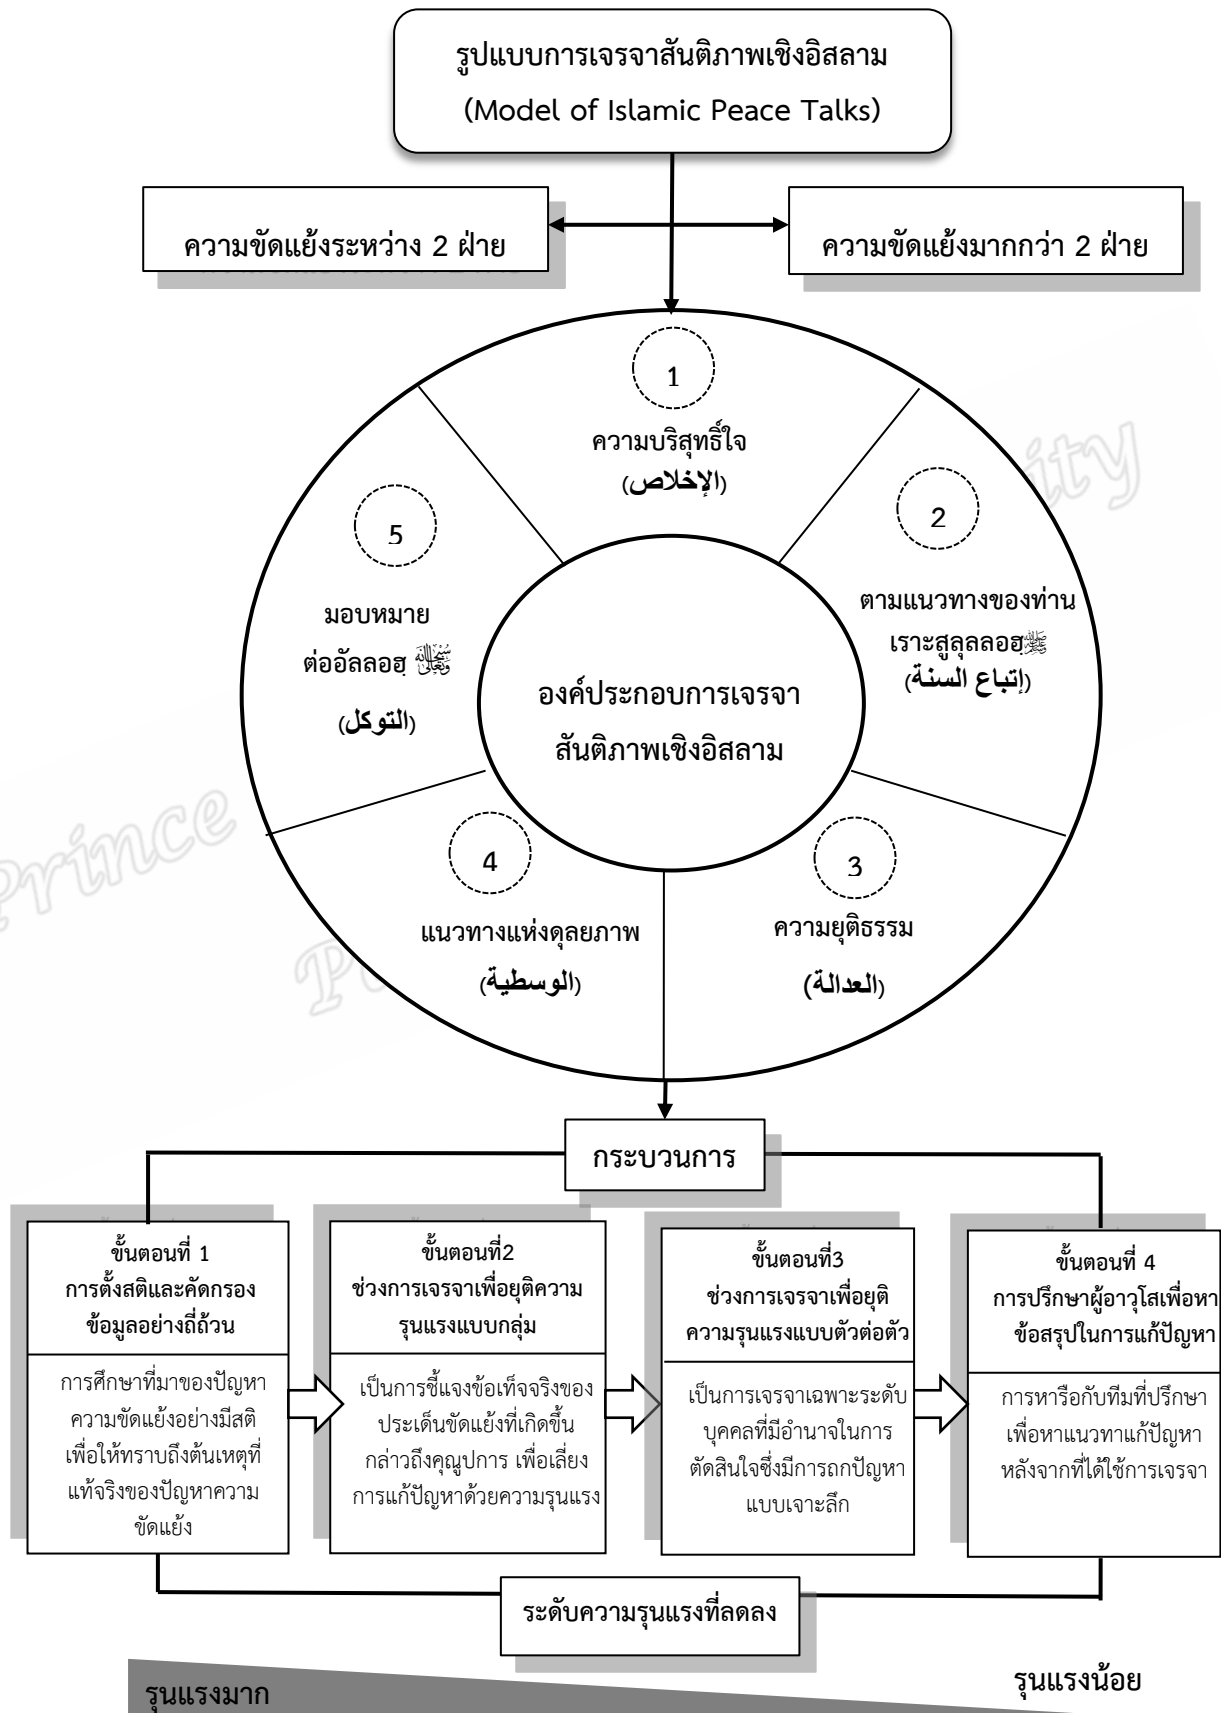 รูปแบบการเจรจาสันติภาพเชิงอิสลาม
(Model of Islamic Peace Talks)
ความขัดแย้งระหว่าง 2 ฝ่าย
ความขัดแย้งมากกว่า 2 ฝ่าย
1
ความบริสุทธิ์ใจ
(الإخلاص)
2
ตามแนวทางของท่าน
เราะสูลุลลอฮฺ ﷺ
(إتباع السنة)
3
ความยุติธรรม
(العدالة)
4
แนวทางแห่งดุลยภาพ
(الوسطية)
5
มอบหมาย
ต่ออัลลอฮฺ سُبْحَانَهُ وَتَعَالَىٰ
(التوكل)
องค์ประกอบการเจรจา
สันติภาพเชิงอิสลาม
Prince
กระบวนการ
ขั้นตอนที่ 1
การตั้งสติและคัดกรอง
ข้อมูลอย่างถี่ถ้วน
การศึกษาที่มาของปัญหา
ความขัดแย้งอย่างมีสติ
เพื่อให้ทราบถึงต้นเหตุที่
แท้จริงของปัญหาความ
ขัดแย้ง
ขั้นตอนที่2
ช่วงการเจรจาเพื่อยุติความ
รุนแรงแบบกลุ่ม
เป็นการชี้แจงข้อเท็จจริงของ
ประเด็นขัดแย้งที่เกิดขึ้น
กล่าวถึงคุณูปการ เพื่อเลี่ยง
การแก้ปัญหาด้วยความรุนแรง
ขั้นตอนที่3
ช่วงการเจรจาเพื่อยุติ
ความรุนแรงแบบตัวต่อตัว
เป็นการเจรจาเฉพาะระดับ
บุคคลที่มีอำนาจในการ
ตัดสินใจซึ่งมีการถกปัญหา
แบบเจาะลึก
ขั้นตอนที่ 4
การปรึกษาผู้อาวุโสเพื่อหา
ข้อสรุปในการแก้ปัญหา
การหารือกับทีมที่ปรึกษา
เพื่อหาแนวทาแก้ปัญหา
หลังจากที่ได้ใช้การเจรจา
ระดับความรุนแรงที่ลดลง
รุนแรงมาก
รุนแรงน้อย